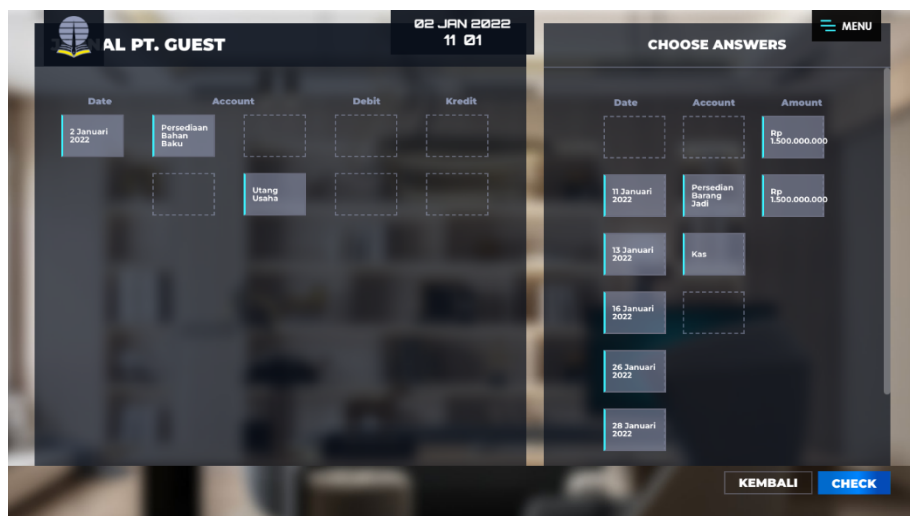 02 JAN 2022
11 01
AL PT. GUEST
MENU
CHOOSE ANSWERS
Date Account Debit Kredit
2 Januari
2022
Persediaan
Bahan
Baku
Utang
Usaha
Date Account Amount
Rp
1.500.000.000
11 Januari
2022
Persedian
Barang
Jadi
Rp
1.500.000.000
13 Januari
2022
Kas
16 Januari
2022
26 Januari
2022
28 Januari
2022
KEMBALI
CHECK